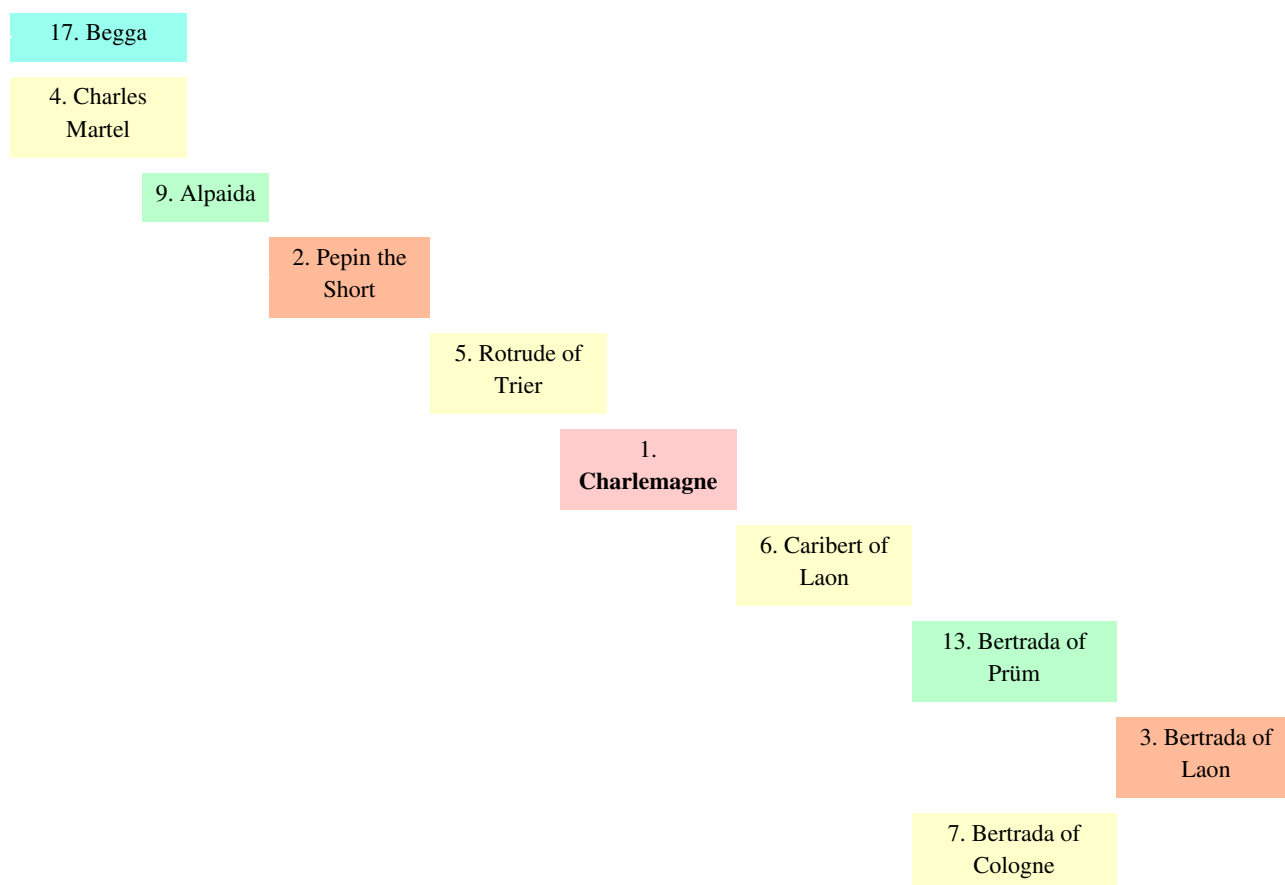 17. Begga
4. Charles
Martel
9. Alpaida
2. Pepin the
Short
5. Rotrude of
Trier
1.
Charlemagne
6. Caribert of
Laon
13. Bertrada of
Prüm
3. Bertrada of
Laon
7. Bertrada of
Cologne